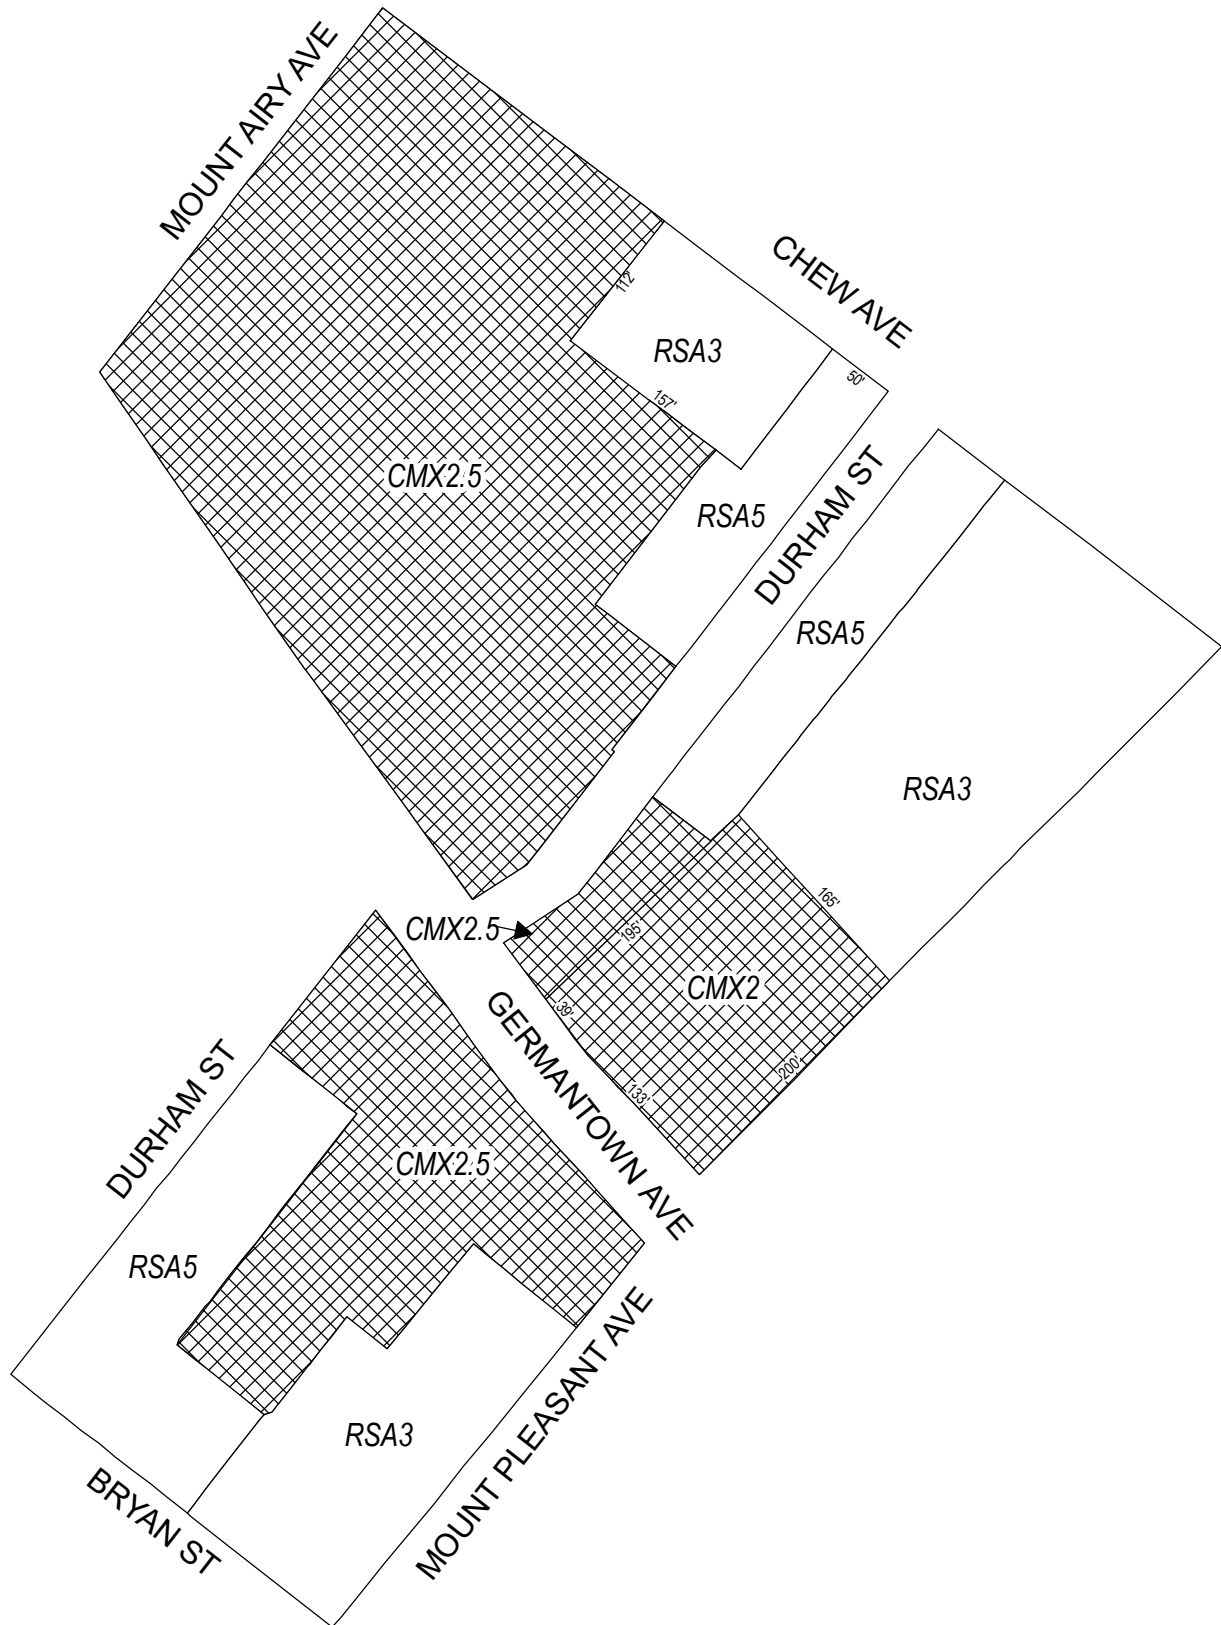 MOUNT AIRY AVE
CHEW AVE
112'
RSA3
50'
157'
CMX2.5
RSA5
DURHAM ST
RSA5
RSA3
165'
CMX2.5
195'
CMX2
39'
GERMANTOWN AVE
200'
133'
DURHAM ST
CMX2.5
RSA5
MOUNT PLEASANT AVE
RSA3
BRYAN ST